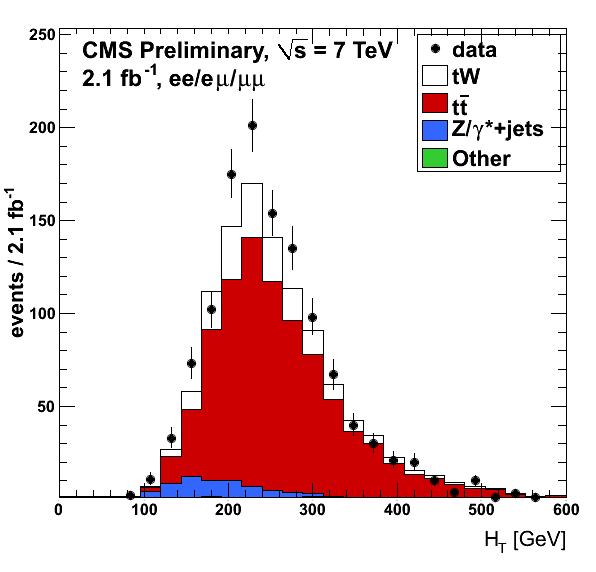 CMS Preliminary, √s = 7 TeV
2.1 fb⁻¹, ee/eμ/μμ
data
tW
tt̄
Z/γ*+jets
Other
events / 2.1 fb⁻¹
250
200
150
100
50
0 100 200 300 400 500 600
H_T [GeV]